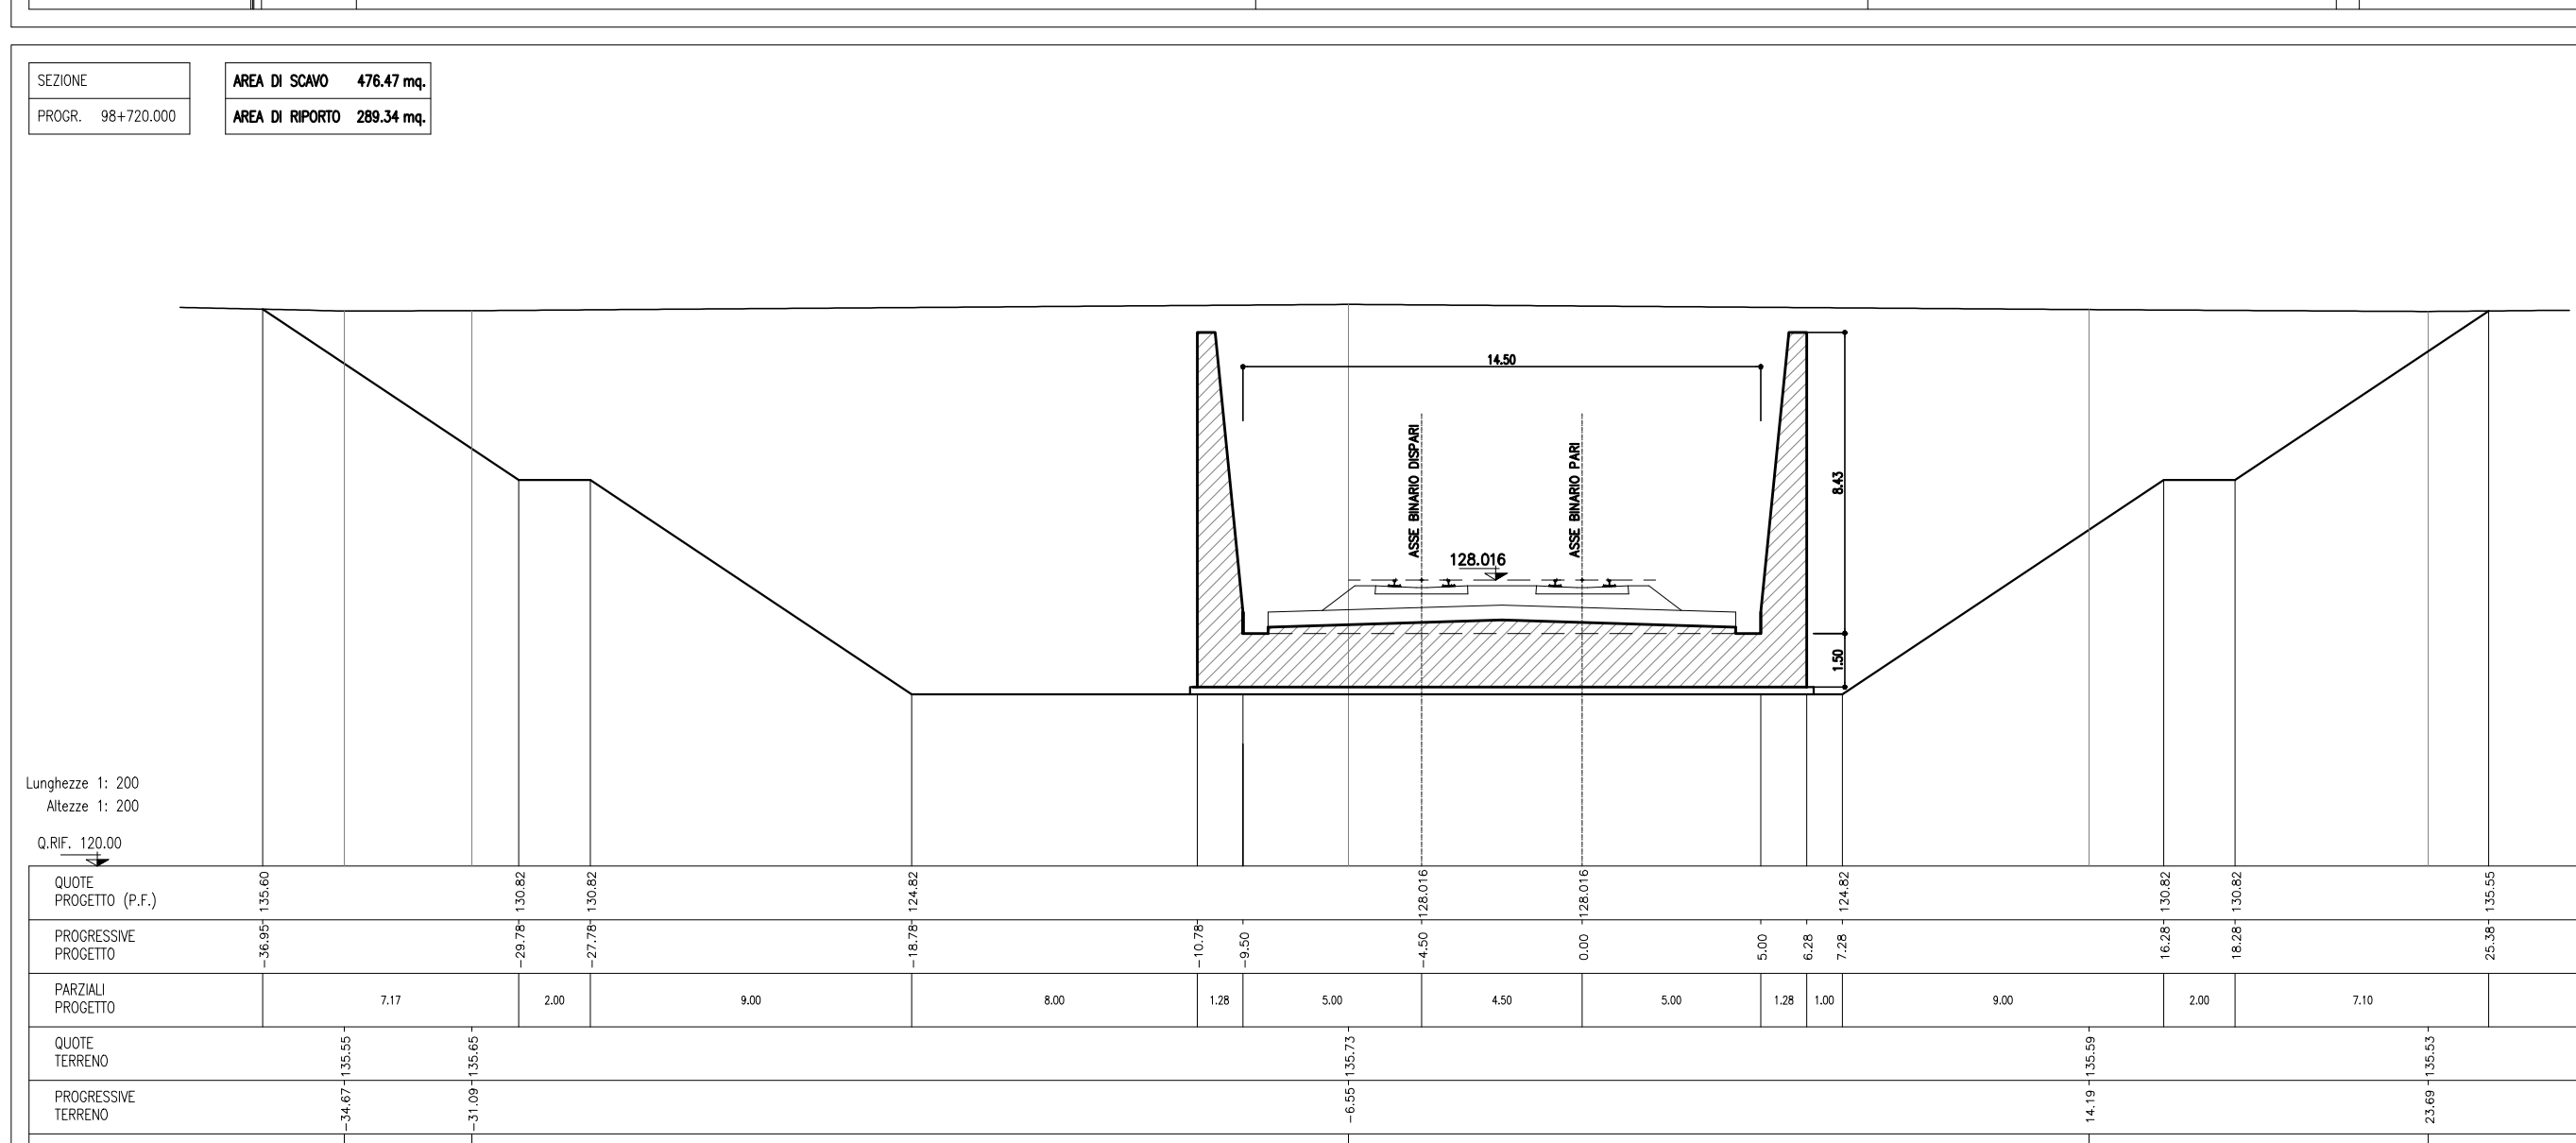 SEZIONE
PROGR. 98+720.000
AREA DI SCAVO 476.47 mq.
AREA DI RIPORTO 289.34 mq.
14.50
ASSE BINARIO DISPARI
ASSE BINARIO PARI
128.016
8.43
1.50
Lunghezze 1: 200
Altezze 1: 200
Q.RIF. 120.00
QUOTE
PROGETTO (P.F.)
135.60 130.82 130.82 124.82 128.016 128.016 124.82 130.82 130.82 135.55
PROGRESSIVE
PROGETTO
-36.95 -29.78 -27.78 -18.78 -10.78 -9.50 -4.50 0.00 5.00 6.28 7.28 16.28 18.28 25.38
PARZIALI
PROGETTO
7.17 2.00 9.00 8.00 1.28 5.00 4.50 5.00 1.28 1.00 9.00 2.00 7.10
QUOTE
TERRENO
135.55 135.65 135.73 135.59 135.53
PROGRESSIVE
TERRENO
-34.67 -31.09 -6.55 14.19 23.69